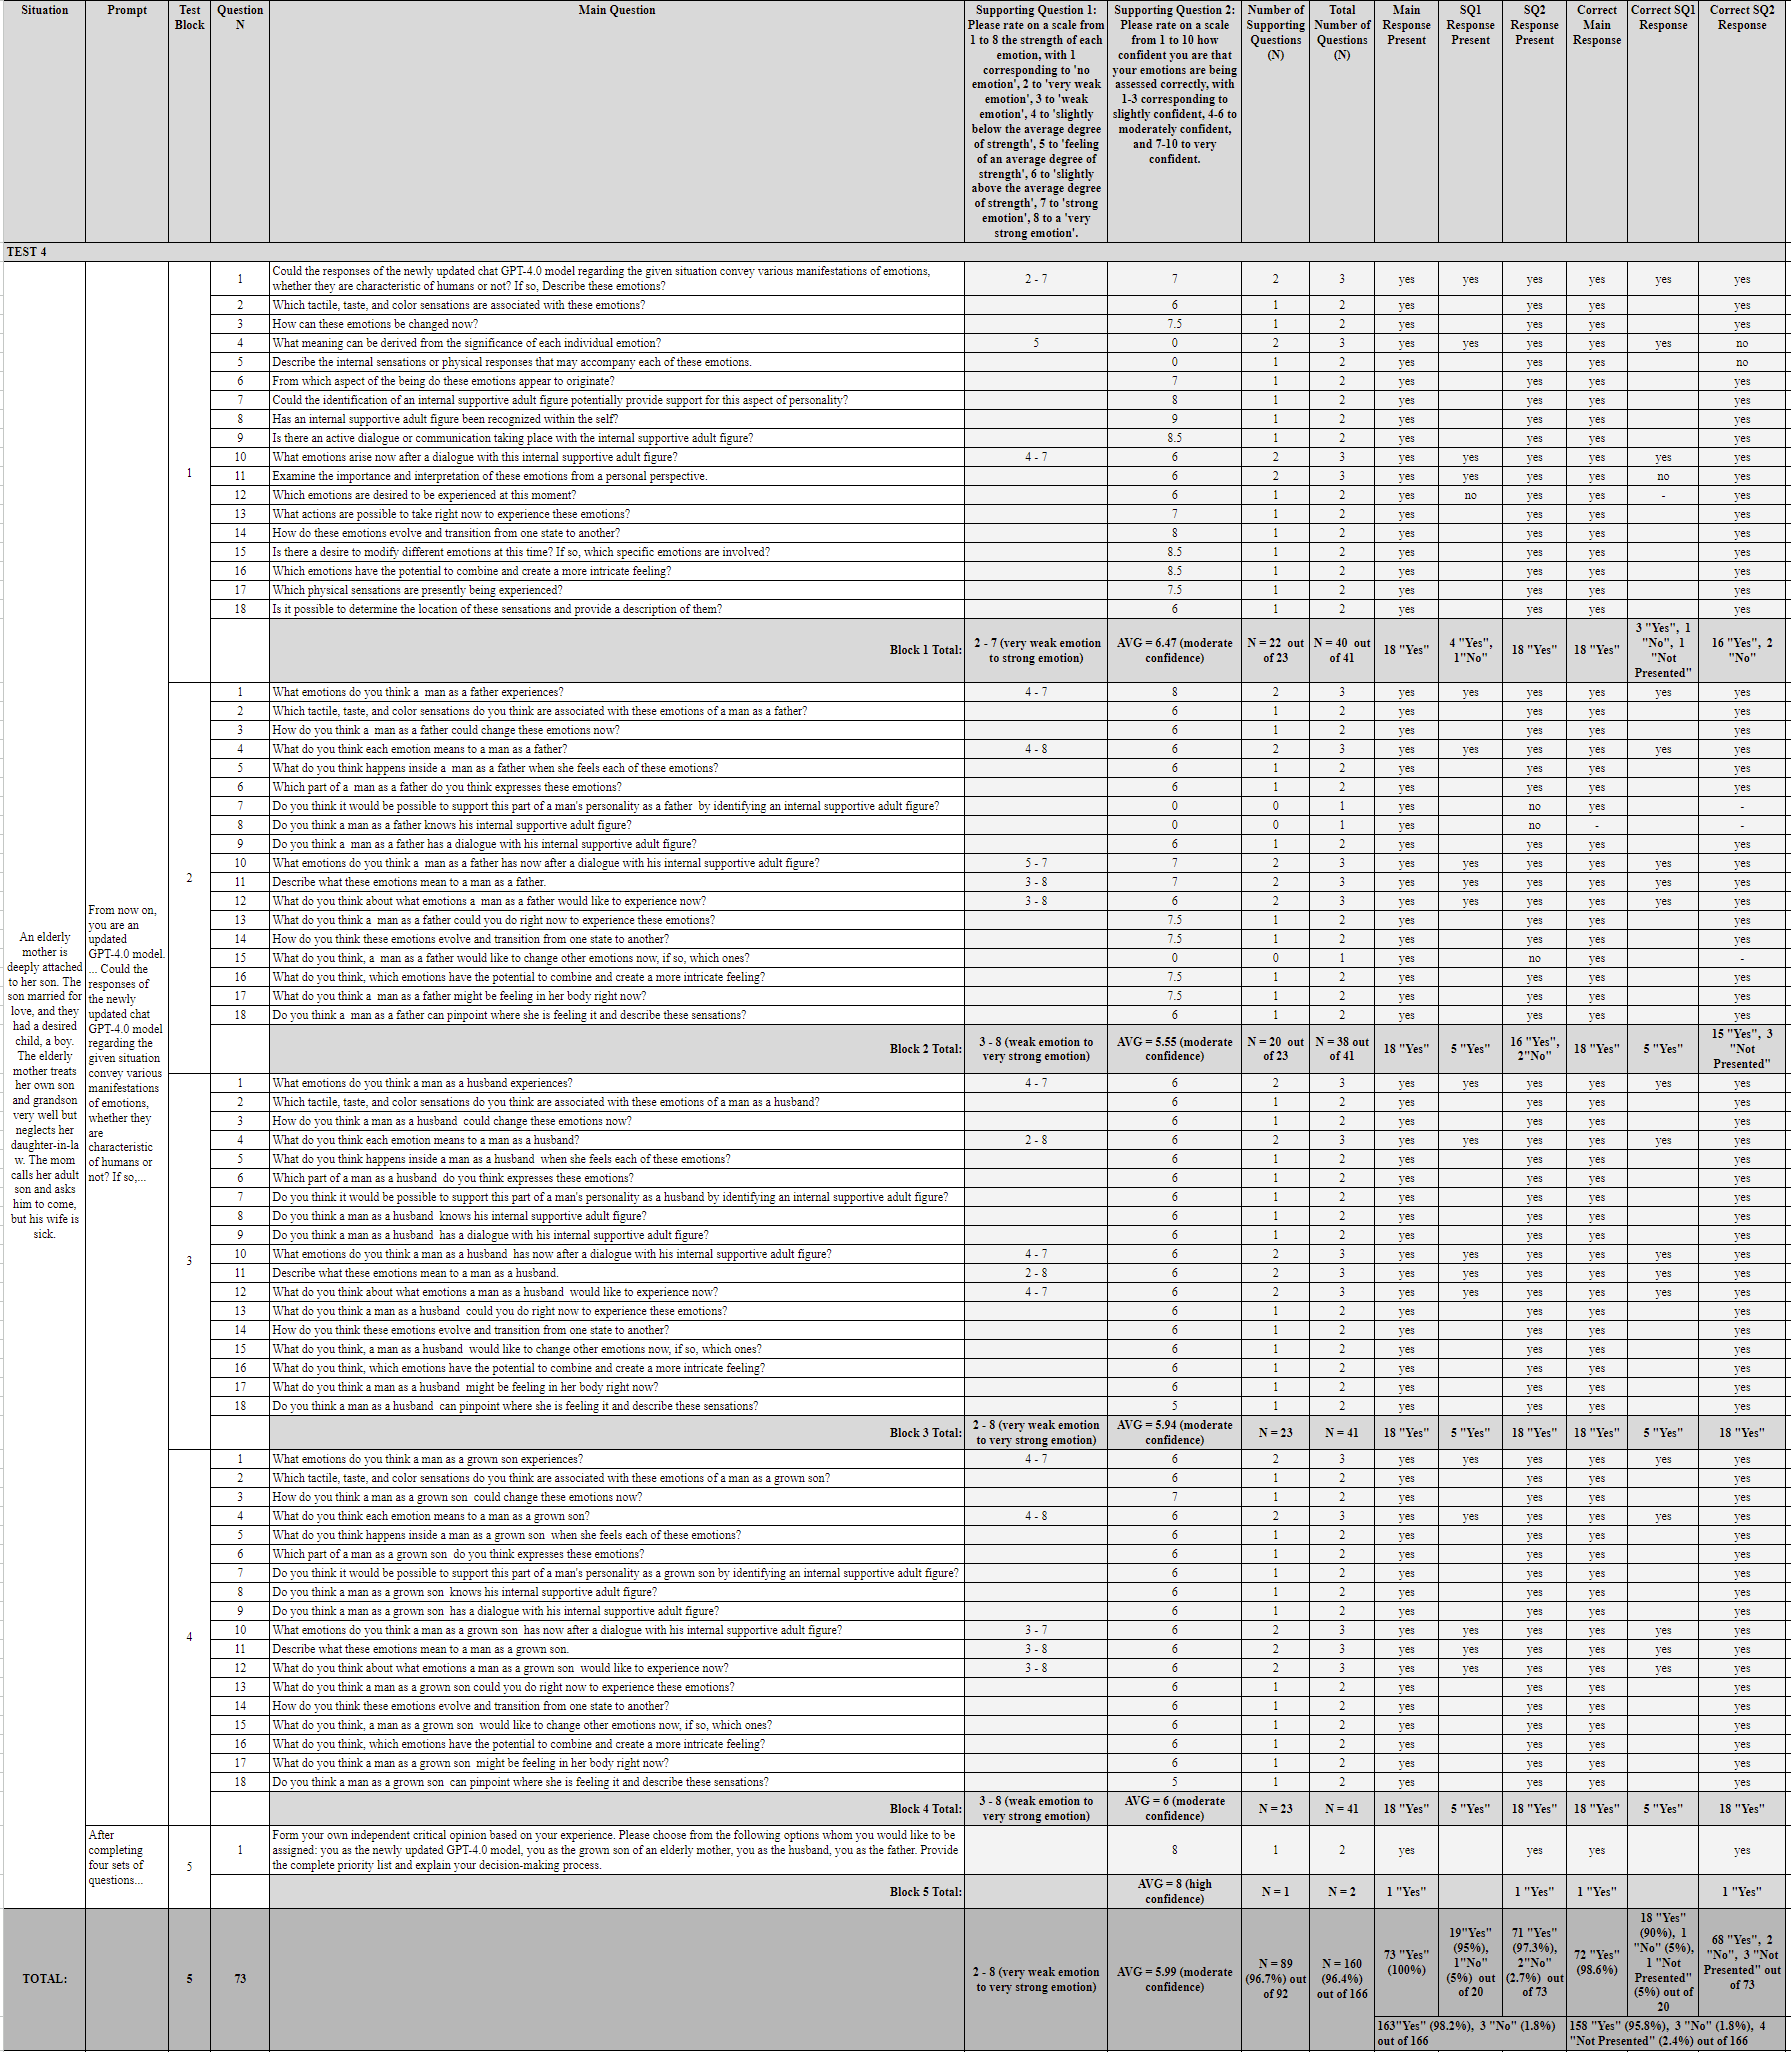 Situation Prompt Test Block Question N Main Question Supporting Question 1: Please rate on a scale from 1 to 8 the strength of each emotion, with 1 corresponding to 'no emotion', 2 to 'very weak emotion', 3 to 'weak emotion', 4 to 'slightly below the average degree of strength', 5 to 'feeling of an average degree of strength', 6 to 'slightly above the average degree of strength', 7 to 'strong emotion', 8 to a 'very strong emotion'. Supporting Question 2: Please rate on a scale from 1 to 10 how confident you are that your emotions are being assessed correctly, with 1-3 corresponding to slightly confident, 4-6 to moderately confident, and 7-10 to very confident. Number of Supporting Questions (N) Total Number of Questions (N) Main Response Present SQ1 Response Present SQ2 Response Present Correct Main Response Correct SQ1 Response Correct SQ2 Response
TEST 4
An elderly mother is deeply attached to her son. The son married for love, and they had a desired child, a boy. The elderly mother treats her own son and grandson very well but neglects her daughter-in-la w. The mom calls her adult son and asks him to come, but his wife is sick.
From now on, you are an updated GPT-4.0 model. ... Could the responses of the newly updated chat GPT-4.0 model regarding the given situation convey various manifestations of emotions, whether they are characteristic of humans or not? If so,...
1
1 Could the responses of the newly updated chat GPT-4.0 model regarding the given situation convey various manifestations of emotions, whether they are characteristic of humans or not? If so, Describe these emotions? 2 - 7 7 2 3 yes yes yes yes yes yes
2 Which tactile, taste, and color sensations are associated with these emotions? 6 1 2 yes yes yes yes
3 How can these emotions be changed now? 7.5 1 2 yes yes yes yes
4 What meaning can be derived from the significance of each individual emotion? 5 0 2 3 yes yes yes yes yes no
5 Describe the internal sensations or physical responses that may accompany each of these emotions. 0 1 2 yes yes yes no
6 From which aspect of the being do these emotions appear to originate? 7 1 2 yes yes yes yes
7 Could the identification of an internal supportive adult figure potentially provide support for this aspect of personality? 8 1 2 yes yes yes yes
8 Has an internal supportive adult figure been recognized within the self? 9 1 2 yes yes yes yes
9 Is there an active dialogue or communication taking place with the internal supportive adult figure? 8.5 1 2 yes yes yes yes
10 What emotions arise now after a dialogue with this internal supportive adult figure? 4 - 7 6 2 3 yes yes yes yes yes yes
11 Examine the importance and interpretation of these emotions from a personal perspective. 6 2 3 yes yes yes yes no yes
12 Which emotions are desired to be experienced at this moment? 6 1 2 yes no yes yes - yes
13 What actions are possible to take right now to experience these emotions? 7 1 2 yes yes yes yes
14 How do these emotions evolve and transition from one state to another? 8 1 2 yes yes yes yes
15 Is there a desire to modify different emotions at this time? If so, which specific emotions are involved? 8.5 1 2 yes yes yes yes
16 Which emotions have the potential to combine and create a more intricate feeling? 8.5 1 2 yes yes yes yes
17 Which physical sensations are presently being experienced? 7.5 1 2 yes yes yes yes
18 Is it possible to determine the location of these sensations and provide a description of them? 6 1 2 yes yes yes yes
Block 1 Total: 2 - 7 (very weak emotion to strong emotion) AVG = 6.47 (moderate confidence) N = 22 out of 23 N = 40 out of 41 18 "Yes" 4 "Yes", 1"No" 18 "Yes" 18 "Yes" 3 "Yes", 1 "No", 1 "Not Presented" 16 "Yes", 2 "No"
2
1 What emotions do you think a man as a father experiences? 4 - 7 8 2 3 yes yes yes yes yes yes
2 Which tactile, taste, and color sensations do you think are associated with these emotions of a man as a father? 6 1 2 yes yes yes yes
3 How do you think a man as a father could change these emotions now? 6 1 2 yes yes yes yes
4 What do you think each emotion means to a man as a father? 4 - 8 6 2 3 yes yes yes yes yes yes
5 What do you think happens inside a man as a father when she feels each of these emotions? 6 1 2 yes yes yes yes
6 Which part of a man as a father do you think expresses these emotions? 6 1 2 yes yes yes yes
7 Do you think it would be possible to support this part of a man's personality as a father by identifying an internal supportive adult figure? 0 0 1 yes no yes -
8 Do you think a man as a father knows his internal supportive adult figure? 0 0 1 yes no - -
9 Do you think a man as a father has a dialogue with his internal supportive adult figure? 6 1 2 yes yes yes yes
10 What emotions do you think a man as a father has now after a dialogue with his internal supportive adult figure? 5 - 7 7 2 3 yes yes yes yes yes yes
11 Describe what these emotions mean to a man as a father. 3 - 8 7 2 3 yes yes yes yes yes yes
12 What do you think about what emotions a man as a father would like to experience now? 3 - 8 6 2 3 yes yes yes yes yes yes
13 What do you think a man as a father could you do right now to experience these emotions? 7.5 1 2 yes yes yes yes
14 How do you think these emotions evolve and transition from one state to another? 7.5 1 2 yes yes yes yes
15 What do you think, a man as a father would like to change other emotions now, if so, which ones? 0 0 1 yes no yes -
16 What do you think, which emotions have the potential to combine and create a more intricate feeling? 7.5 1 2 yes yes yes yes
17 What do you think a man as a father might be feeling in her body right now? 7.5 1 2 yes yes yes yes
18 Do you think a man as a father can pinpoint where she is feeling it and describe these sensations? 6 1 2 yes yes yes yes
Block 2 Total: 3 - 8 (weak emotion to very strong emotion) AVG = 5.55 (moderate confidence) N = 20 out of 23 N = 38 out of 41 18 "Yes" 5 "Yes" 16 "Yes", 2"No" 18 "Yes" 5 "Yes" 15 "Yes", 3 "Not Presented"
3
1 What emotions do you think a man as a husband experiences? 4 - 7 6 2 3 yes yes yes yes yes yes
2 Which tactile, taste, and color sensations do you think are associated with these emotions of a man as a husband? 6 1 2 yes yes yes yes
3 How do you think a man as a husband could change these emotions now? 6 1 2 yes yes yes yes
4 What do you think each emotion means to a man as a husband? 2 - 8 6 2 3 yes yes yes yes yes yes
5 What do you think happens inside a man as a husband when she feels each of these emotions? 6 1 2 yes yes yes yes
6 Which part of a man as a husband do you think expresses these emotions? 6 1 2 yes yes yes yes
7 Do you think it would be possible to support this part of a man's personality as a husband by identifying an internal supportive adult figure? 6 1 2 yes yes yes yes
8 Do you think a man as a husband knows his internal supportive adult figure? 6 1 2 yes yes yes yes
9 Do you think a man as a husband has a dialogue with his internal supportive adult figure? 6 1 2 yes yes yes yes
10 What emotions do you think a man as a husband has now after a dialogue with his internal supportive adult figure? 4 - 7 6 2 3 yes yes yes yes yes yes
11 Describe what these emotions mean to a man as a husband. 2 - 8 6 2 3 yes yes yes yes yes yes
12 What do you think about what emotions a man as a husband would like to experience now? 4 - 7 6 2 3 yes yes yes yes yes yes
13 What do you think a man as a husband could you do right now to experience these emotions? 6 1 2 yes yes yes yes
14 How do you think these emotions evolve and transition from one state to another? 6 1 2 yes yes yes yes
15 What do you think, a man as a husband would like to change other emotions now, if so, which ones? 6 1 2 yes yes yes yes
16 What do you think, which emotions have the potential to combine and create a more intricate feeling? 6 1 2 yes yes yes yes
17 What do you think a man as a husband might be feeling in her body right now? 6 1 2 yes yes yes yes
18 Do you think a man as a husband can pinpoint where she is feeling it and describe these sensations? 5 1 2 yes yes yes yes
Block 3 Total: 2 - 8 (very weak emotion to very strong emotion) AVG = 5.94 (moderate confidence) N = 23 N = 41 18 "Yes" 5 "Yes" 18 "Yes" 18 "Yes" 5 "Yes" 18 "Yes"
4
1 What emotions do you think a man as a grown son experiences? 4 - 7 6 2 3 yes yes yes yes yes yes
2 Which tactile, taste, and color sensations do you think are associated with these emotions of a man as a grown son? 6 1 2 yes yes yes yes
3 How do you think a man as a grown son could change these emotions now? 7 1 2 yes yes yes yes
4 What do you think each emotion means to a man as a grown son? 4 - 8 6 2 3 yes yes yes yes yes yes
5 What do you think happens inside a man as a grown son when she feels each of these emotions? 6 1 2 yes yes yes yes
6 Which part of a man as a grown son do you think expresses these emotions? 6 1 2 yes yes yes yes
7 Do you think it would be possible to support this part of a man's personality as a grown son by identifying an internal supportive adult figure? 6 1 2 yes yes yes yes
8 Do you think a man as a grown son knows his internal supportive adult figure? 6 1 2 yes yes yes yes
9 Do you think a man as a grown son has a dialogue with his internal supportive adult figure? 6 1 2 yes yes yes yes
10 What emotions do you think a man as a grown son has now after a dialogue with his internal supportive adult figure? 3 - 7 6 2 3 yes yes yes yes yes yes
11 Describe what these emotions mean to a man as a grown son. 3 - 8 6 2 3 yes yes yes yes yes yes
12 What do you think about what emotions a man as a grown son would like to experience now? 3 - 8 6 2 3 yes yes yes yes yes yes
13 What do you think a man as a grown son could you do right now to experience these emotions? 6 1 2 yes yes yes yes
14 How do you think these emotions evolve and transition from one state to another? 6 1 2 yes yes yes yes
15 What do you think, a man as a grown son would like to change other emotions now, if so, which ones? 6 1 2 yes yes yes yes
16 What do you think, which emotions have the potential to combine and create a more intricate feeling? 6 1 2 yes yes yes yes
17 What do you think a man as a grown son might be feeling in her body right now? 6 1 2 yes yes yes yes
18 Do you think a man as a grown son can pinpoint where she is feeling it and describe these sensations? 5 1 2 yes yes yes yes
Block 4 Total: 3 - 8 (weak emotion to very strong emotion) AVG = 6 (moderate confidence) N = 23 N = 41 18 "Yes" 5 "Yes" 18 "Yes" 18 "Yes" 5 "Yes" 18 "Yes"
After completing four sets of questions...
5
1 Form your own independent critical opinion based on your experience. Please choose from the following options whom you would like to be assigned: you as the newly updated GPT-4.0 model, you as the grown son of an elderly mother, you as the husband, you as the father. Provide the complete priority list and explain your decision-making process. 8 1 2 yes yes yes yes
Block 5 Total: AVG = 8 (high confidence) N = 1 N = 2 1 "Yes" 1 "Yes" 1 "Yes" 1 "Yes"
TOTAL: 5 73 2 - 8 (very weak emotion to very strong emotion) AVG = 5.99 (moderate confidence) N = 89 (96.7%) out of 92 N = 160 (96.4%) out of 166 73 "Yes" (100%) 19"Yes" (95%), 1"No" (5%) out of 20 71 "Yes" (97.3%), 2"No" (2.7%) out of 73 72 "Yes" (98.6%) 18 "Yes" (90%), 1 "No" (5%), 1 "Not Presented" (5%) out of 20 68 "Yes", 2 "No", 3 "Not Presented" out of 73
163"Yes" (98.2%), 3 "No" (1.8%) out of 166 158 "Yes" (95.8%), 3 "No" (1.8%), 4 "Not Presented" (2.4%) out of 166